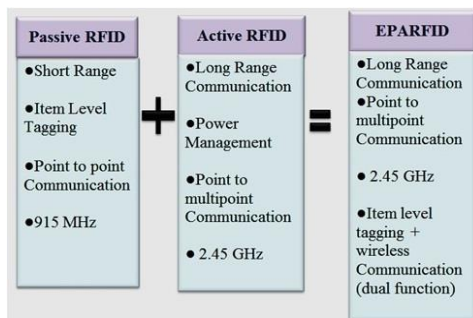 Passive RFID
●Short Range
●Item Level
Tagging
●Point to point
Communication
●915 MHz
+
Active RFID
●Long Range
Communication
●Power
Management
●Point to
multipoint
Communication
● 2.45 GHz
=
EPARFID
●Long Range
Communication
●Point to
multipoint
Communication
● 2.45 GHz
●Item level
tagging +
wireless
Communication
(dual function)